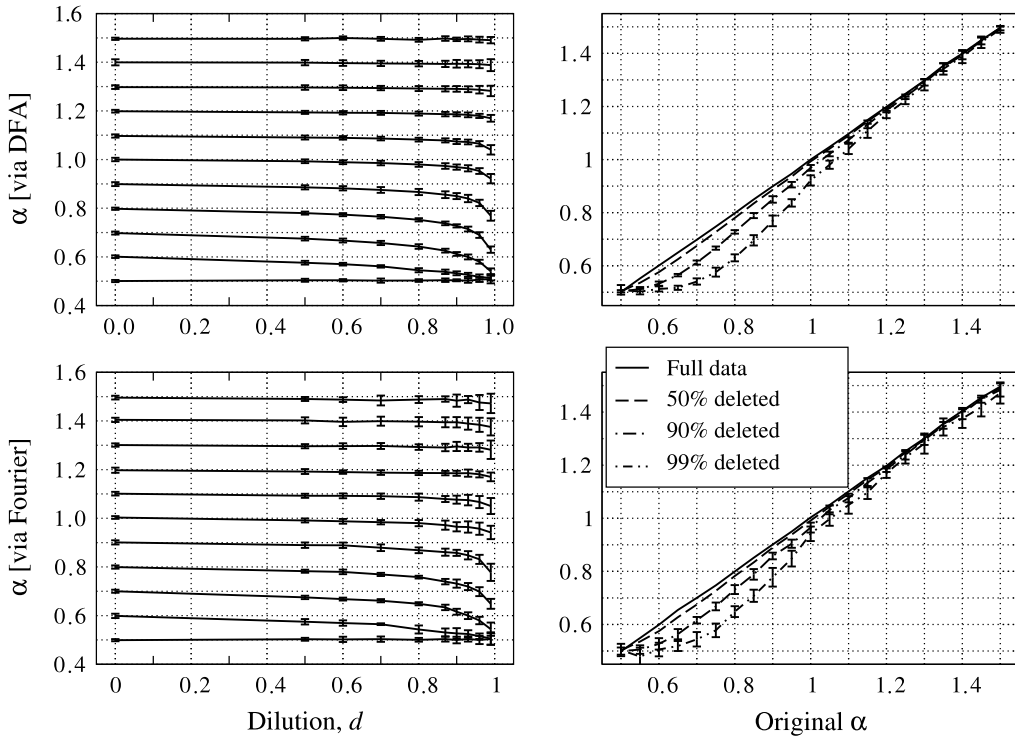 1.6
1.4
1.2
1.0
0.8
0.6
0.4
α [via DFA]
0.0 0.2 0.4 0.6 0.8 1.0
1.4
1.2
1
0.8
0.6
0.6 0.8 1 1.2 1.4
1.6
1.4
1.2
1.0
0.8
0.6
0.4
α [via Fourier]
0 0.2 0.4 0.6 0.8 1
Dilution, d
Full data
50% deleted
90% deleted
99% deleted
1.4
1.2
1
0.8
0.6
0.6 0.8 1 1.2 1.4
Original α